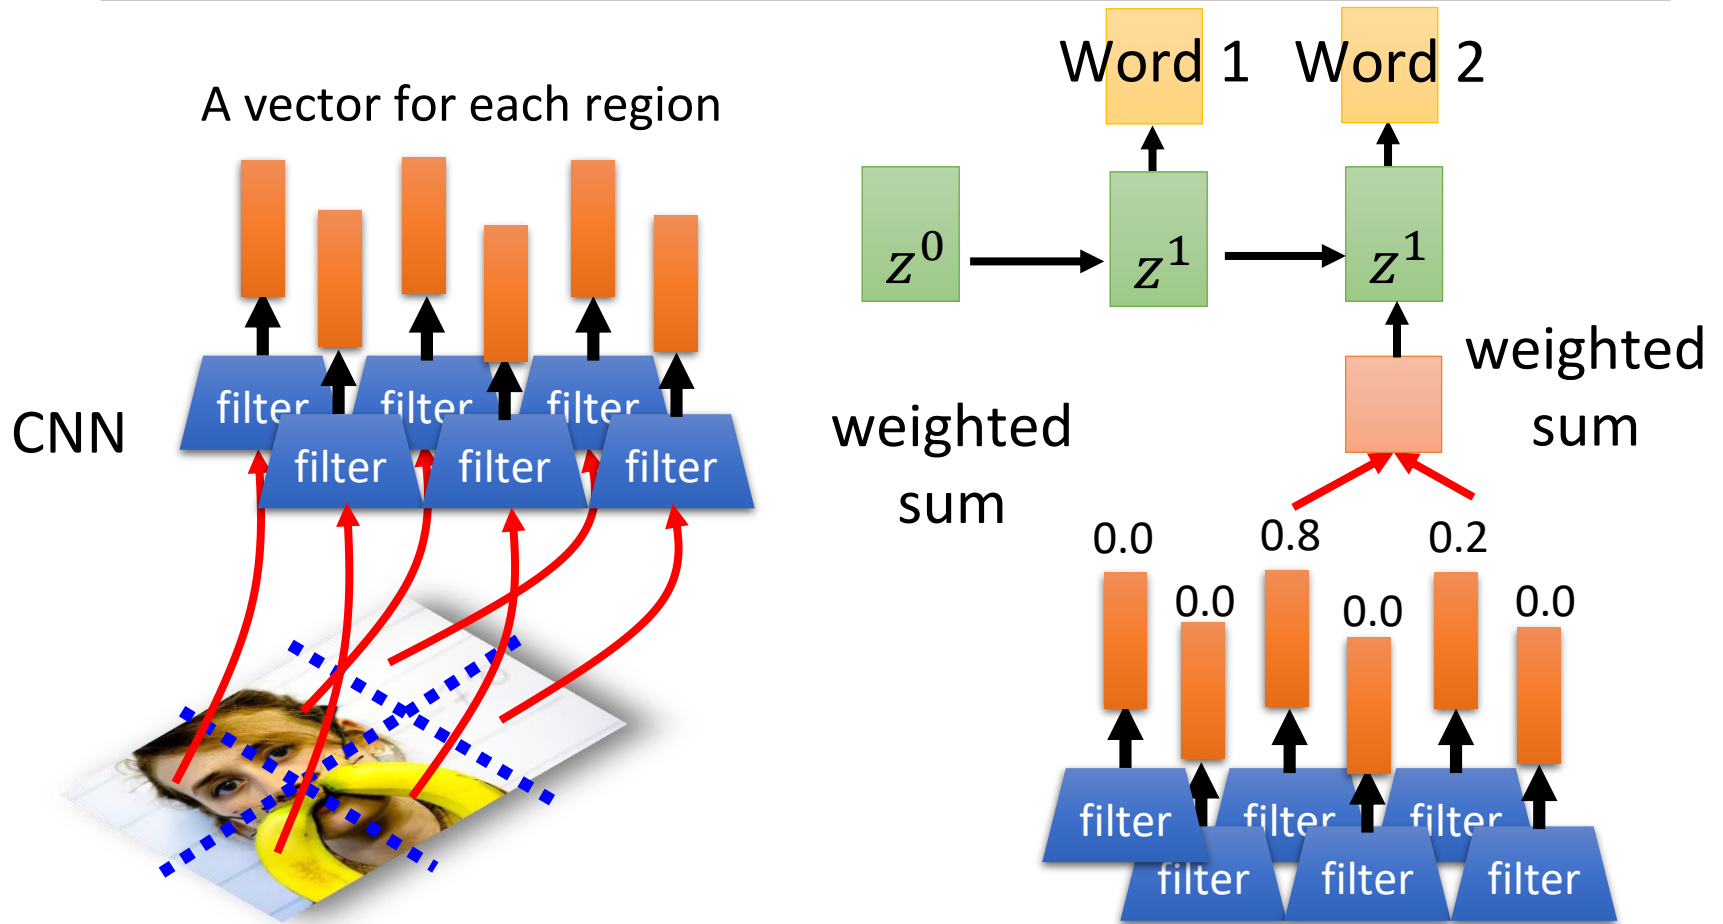 A vector for each region
CNN
filter
filter
filter
filter
filter
filter
Word 1
Word 2
z⁰
z¹
z¹
weighted
sum
weighted
sum
0.0
0.8
0.2
0.0
0.0
0.0
filter
filter
filter
filter
filter
filter